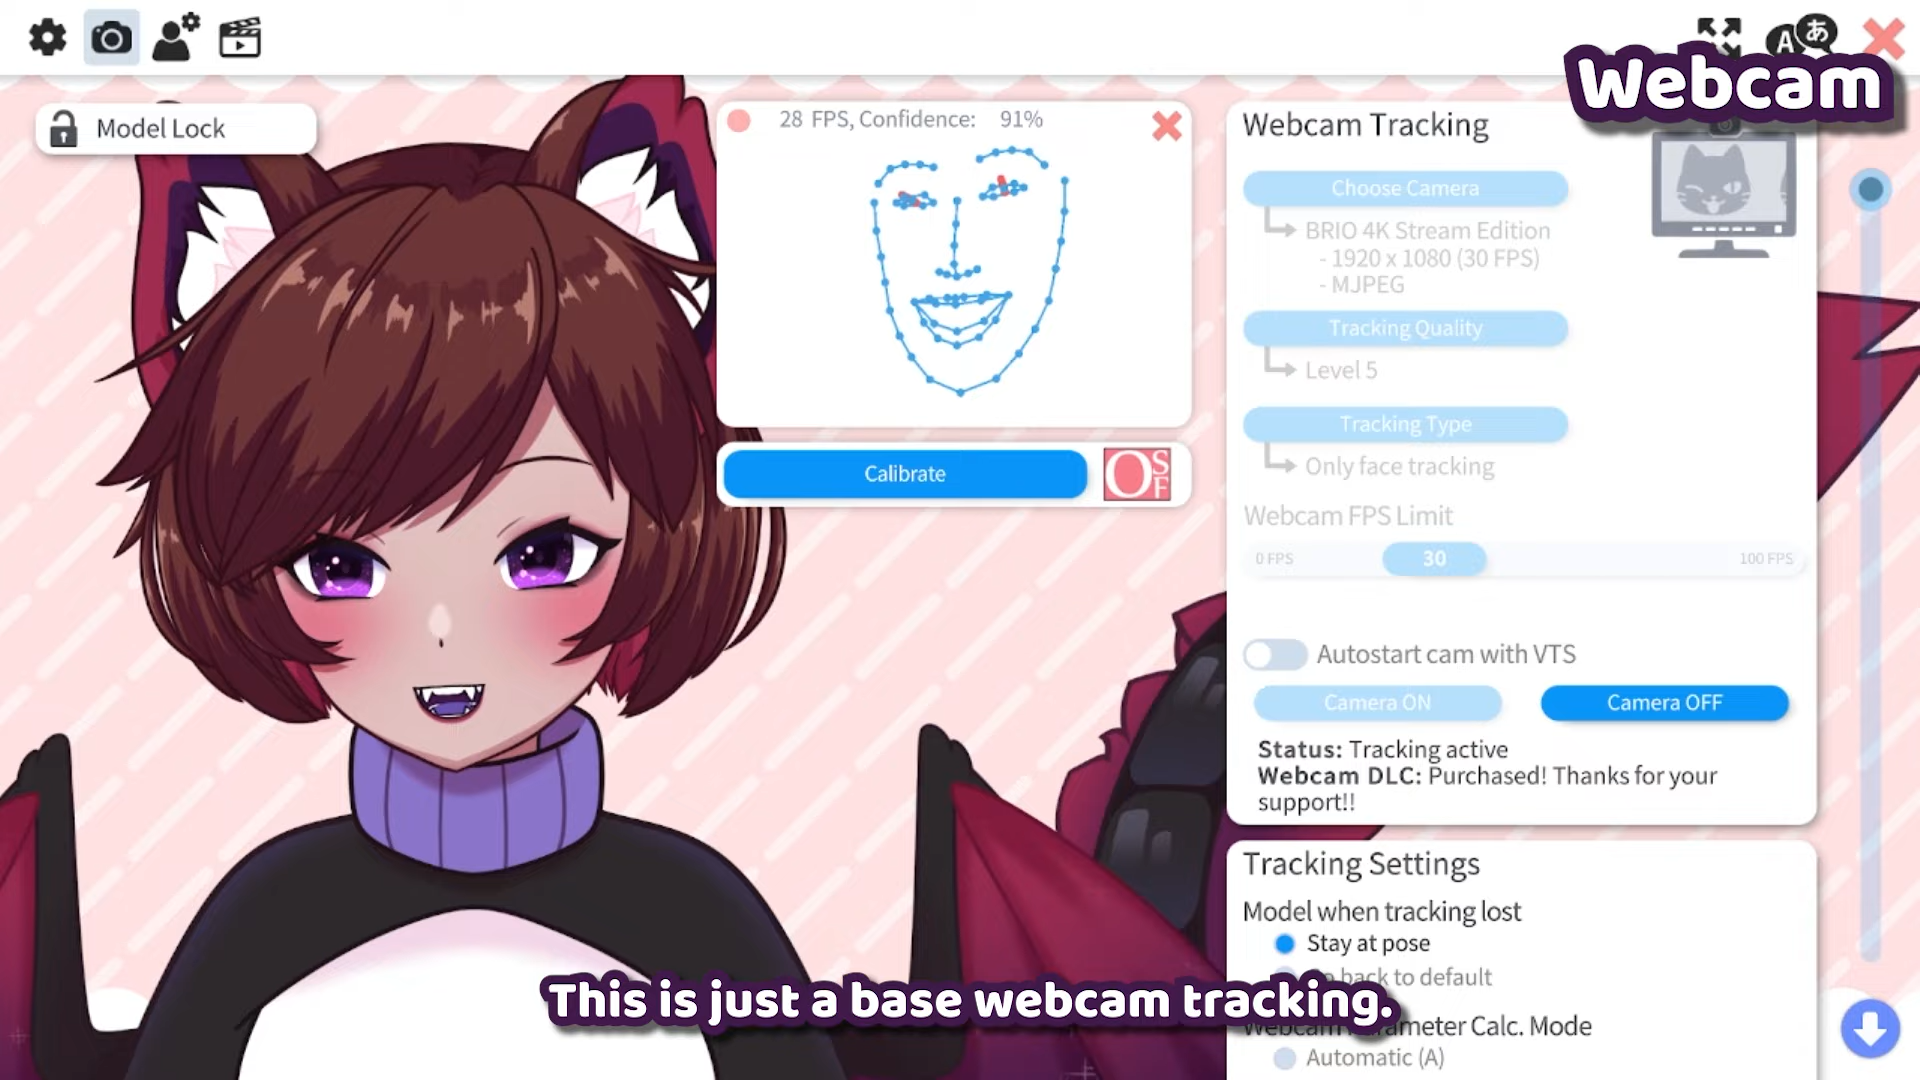 Webcam
Model Lock
28 FPS, Confidence: 91%
Calibrate
OSF
Webcam Tracking
Choose Camera
BRIO 4K Stream Edition
- 1920 x 1080 (30 FPS)
- MJPEG
Tracking Quality
Level 5
Tracking Type
Only face tracking
Webcam FPS Limit
0 FPS 30 100 FPS
Autostart cam with VTS
Camera ON Camera OFF
Status: Tracking active
Webcam DLC: Purchased! Thanks for your
support!!
Tracking Settings
Model when tracking lost
Stay at pose
back to default
This is just a base webcam tracking.
Calc. Mode
Automatic (A)
A あ